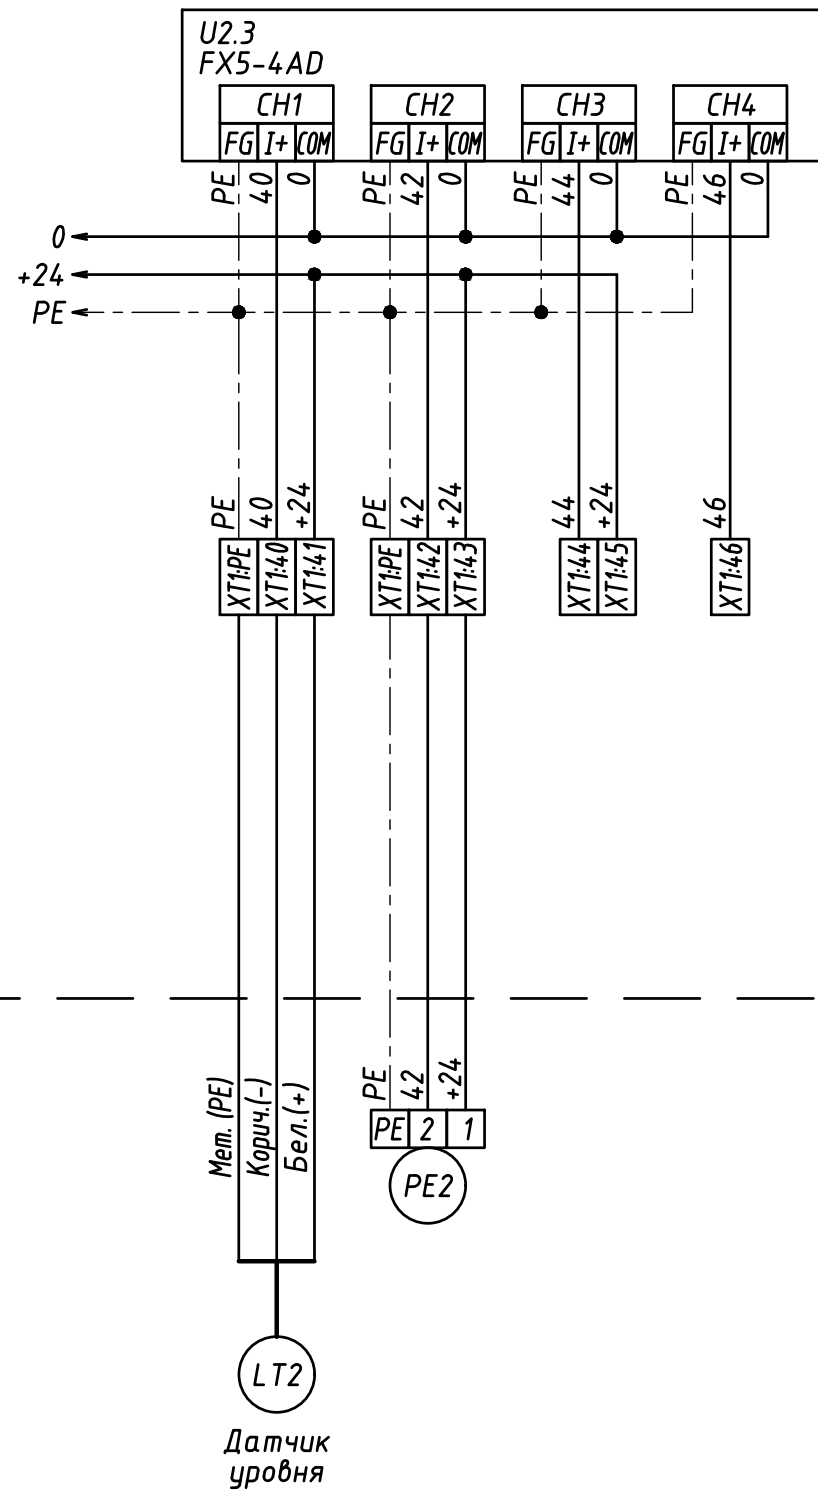 U2.3
FX5-4AD
CH1 CH2 CH3 CH4
FG I+ COM FG I+ COM FG I+ COM FG I+ COM
PE 40 0 PE 42 0 PE 44 0 PE 46 0
0
+24
PE
PE 40 +24 PE 42 +24 44 +24 46
XT1:PE XT1:40 XT1:41 XT1:PE XT1:42 XT1:43 XT1:44 XT1:45 XT1:46
Мет. (PE) Корич.(-) Бел.(+) PE 42 +24
PE 2 1
PE2
LT2
Датчик
уровня